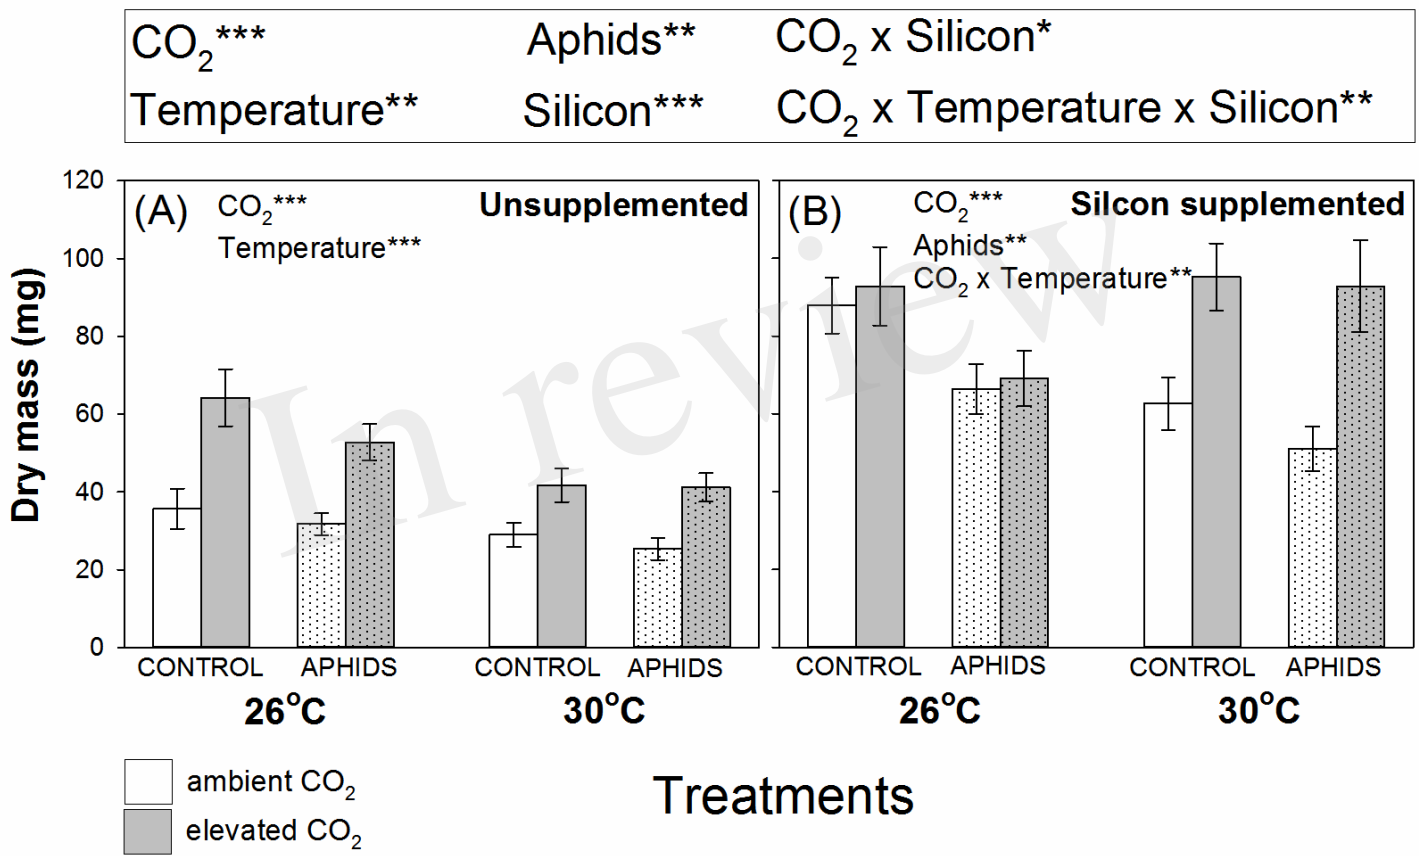 CO₂*** Aphids** CO₂ x Silicon*
Temperature** Silicon*** CO₂ x Temperature x Silicon**
(A) CO₂*** Unsupplemented
Temperature***
(B) CO₂*** Silcon supplemented
Aphids**
CO₂ x Temperature**
Dry mass (mg)
120
100
80
60
40
20
0
CONTROL APHIDS CONTROL APHIDS CONTROL APHIDS CONTROL APHIDS
26°C 30°C 26°C 30°C
ambient CO₂
elevated CO₂
Treatments
In review